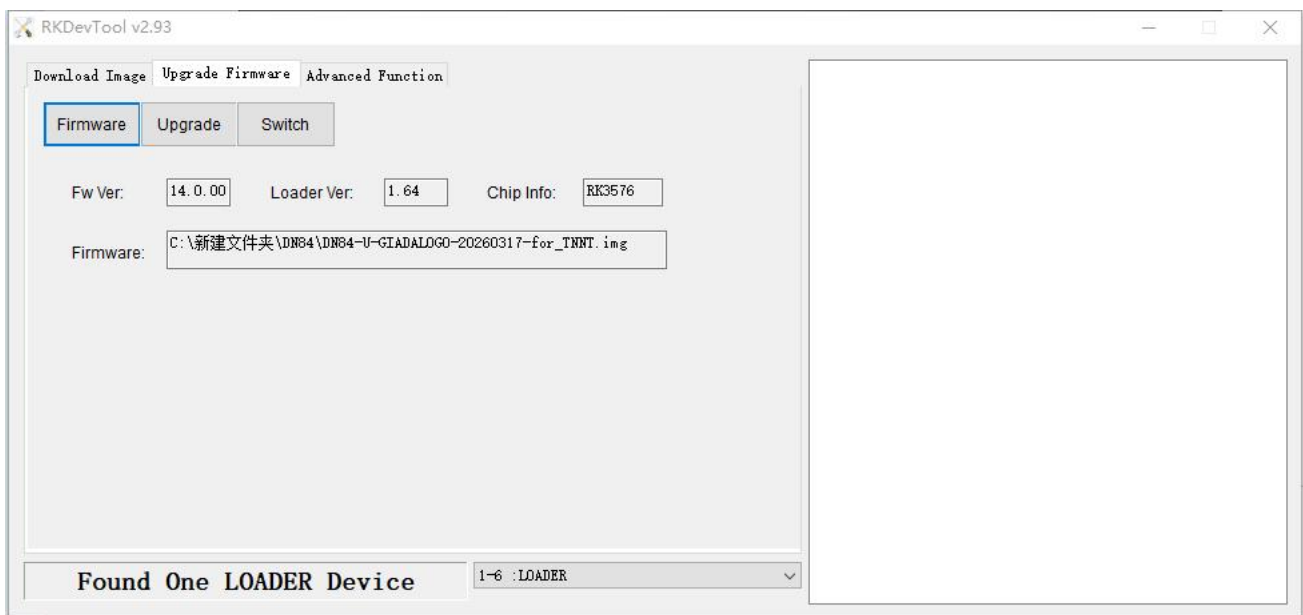 RKDevTool v2.93
Download Image Upgrade Firmware Advanced Function
Firmware Upgrade Switch
Fw Ver: 14.0.00 Loader Ver: 1.64 Chip Info: RK3576
Firmware: C:\新建文件夹\DN84\DN84-U-GIADALOGO-20260317-for_TNNT.img
Found One LOADER Device 1-6 :LOADER